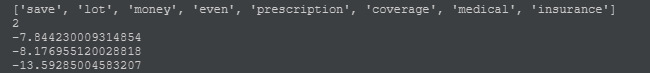 ['save', 'lot', 'money', 'even', 'prescription', 'coverage', 'medical', 'insurance']
2
-7.844230009314854
-8.176955120028818
-13.59285004583207